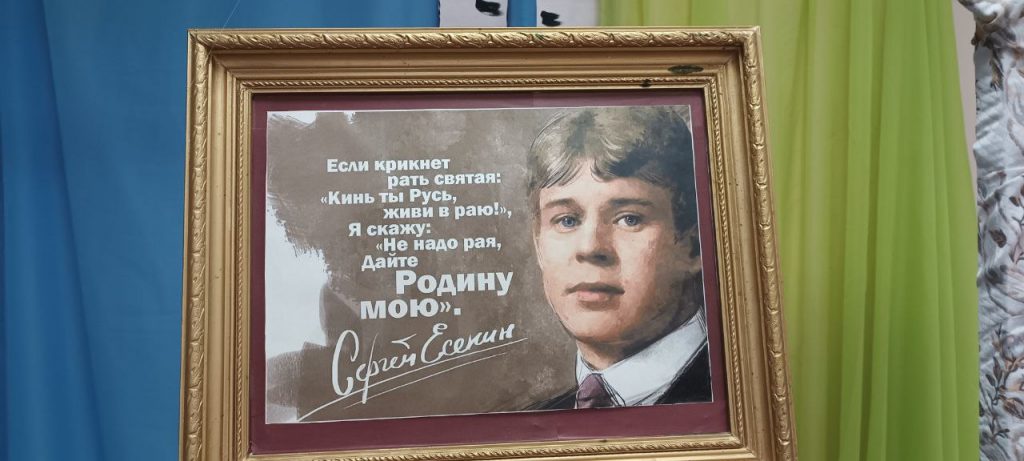 Если крикнет
рать святая:
«Кинь ты Русь,
живи в раю!»,
Я скажу:
«Не надо рая,
Дайте
Родину
мою».
Сергей Есенин